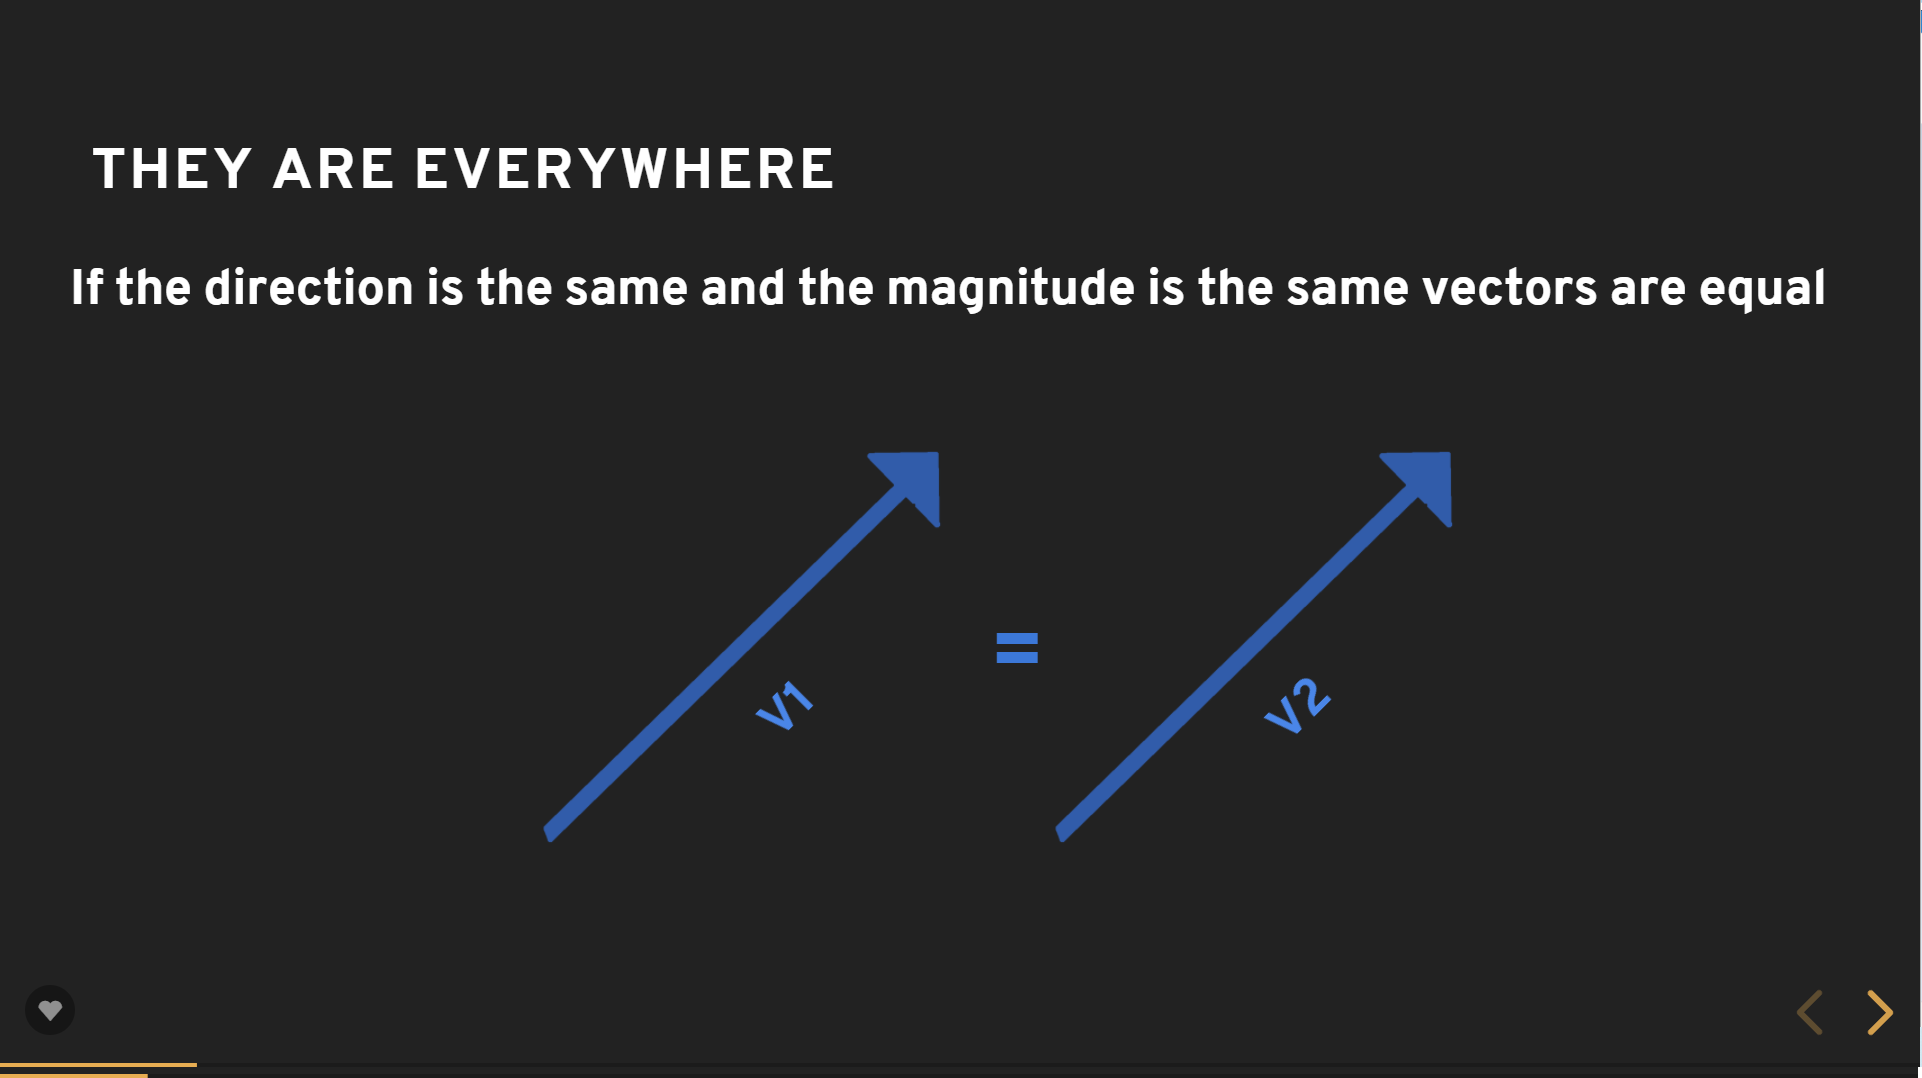 THEY ARE EVERYWHERE
If the direction is the same and the magnitude is the same vectors are equal
V1
=
V2